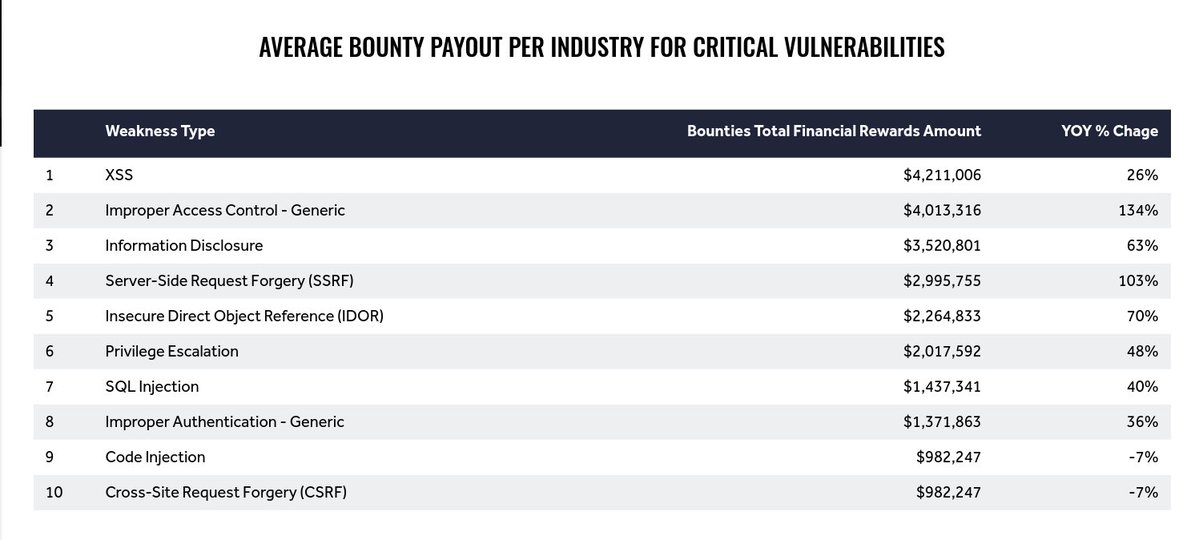 AVERAGE BOUNTY PAYOUT PER INDUSTRY FOR CRITICAL VULNERABILITIES
Weakness Type Bounties Total Financial Rewards Amount YOY % Chage
1 XSS $4,211,006 26%
2 Improper Access Control - Generic $4,013,316 134%
3 Information Disclosure $3,520,801 63%
4 Server-Side Request Forgery (SSRF) $2,995,755 103%
5 Insecure Direct Object Reference (IDOR) $2,264,833 70%
6 Privilege Escalation $2,017,592 48%
7 SQL Injection $1,437,341 40%
8 Improper Authentication - Generic $1,371,863 36%
9 Code Injection $982,247 -7%
10 Cross-Site Request Forgery (CSRF) $982,247 -7%